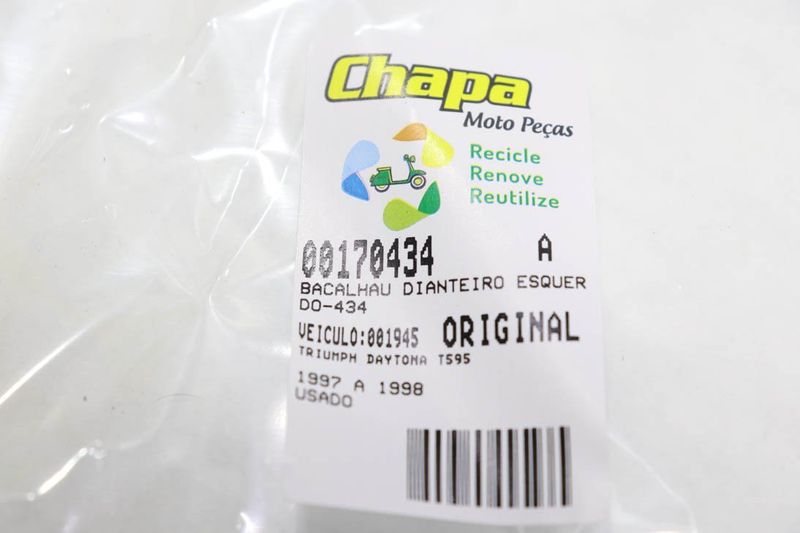 Chapa
Moto Peças
Recicle
Renove
Reutilize
00170434 A
BACALHAU DIANTEIRO ESQUER
DO-434
VEICULO:001945 ORIGINAL
TRIUMPH DAYTONA T595
1997 A 1998
USADO